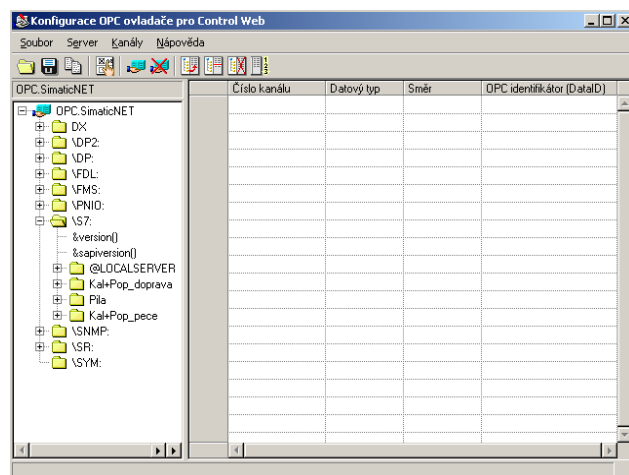 Konfigurace OPC ovladače pro Control Web
Soubor Server Kanály Nápověda
OPC.SimaticNET
Číslo kanálu Datový typ Směr OPC identifikátor (DataID)
OPC.SimaticNET
DX
\DP2:
\DP:
\FDL:
\FMS:
\PNIO:
\S7:
&version()
&sapiversion()
@LOCALSERVER
Kal+Pop_doprava
Pila
Kal+Pop_pece
\SNMP:
\SR:
\SYM: